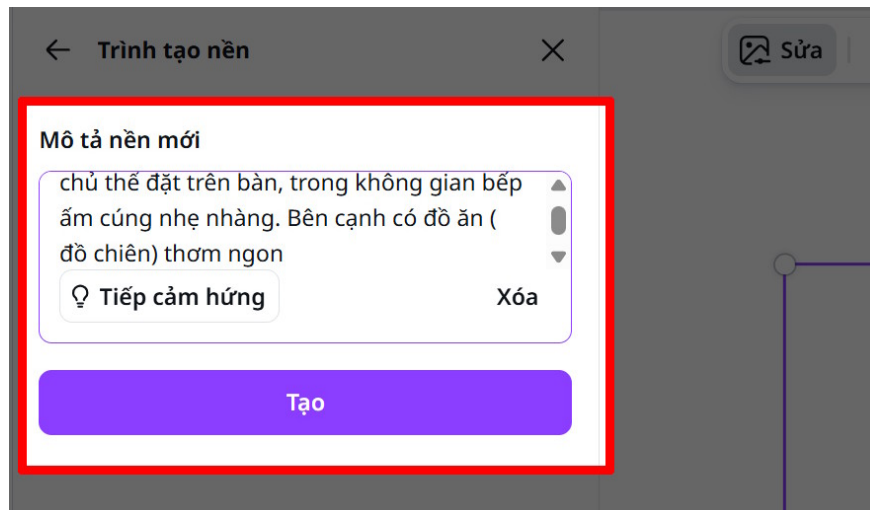 Trình tạo nền
Sửa
Mô tả nền mới
chủ thể đặt trên bàn, trong không gian bếp
ấm cúng nhẹ nhàng. Bên cạnh có đồ ăn (
đồ chiên) thơm ngon
Tiếp cảm hứng
Xóa
Tạo